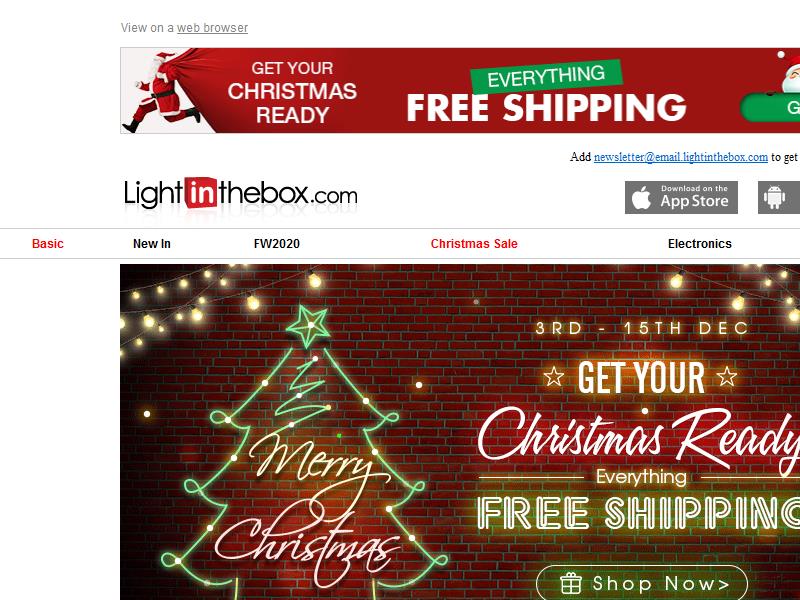 View on a web browser
GET YOUR
CHRISTMAS
READY
EVERYTHING
FREE SHIPPING
Add newsletter@email.lightinthebox.com to get
Lightinthebox.com
Download on the
App Store
Basic
New In
FW2020
Christmas Sale
Electronics
3RD - 15TH DEC
GET YOUR
Christmas Ready
Everything
FREE SHIPPING
Shop Now>
Merry
Christmas